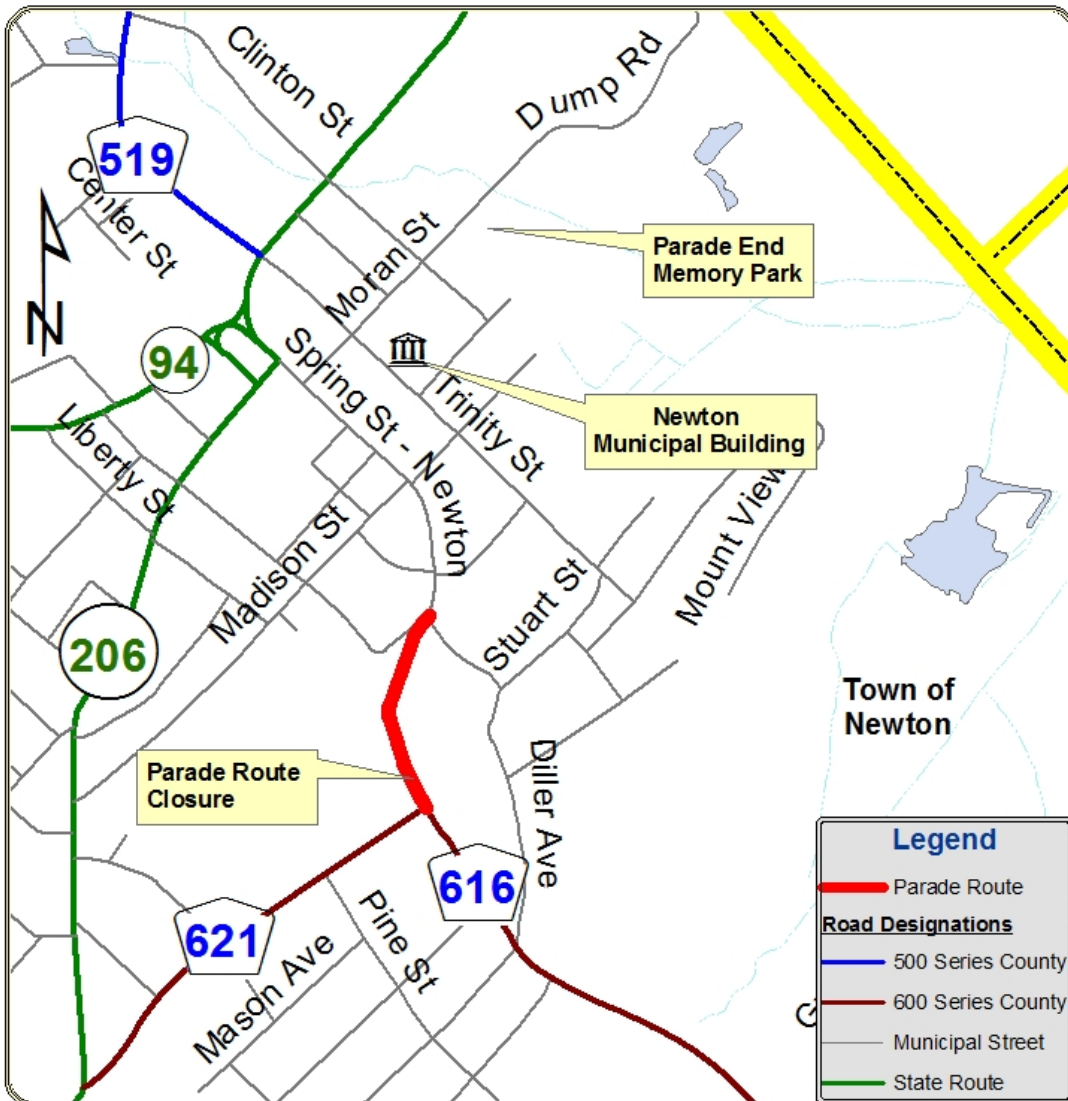 Clinton St
Dump Rd
519
Center St
Moran St
Parade End
Memory Park
N
94
Spring St - Newton
Trinity St
Newton
Municipal Building
Liberty St
Madison St
Mount View
Stuart St
206
Town of
Newton
Parade Route
Closure
Diller Ave
616
621
Pine St
Mason Ave
Legend
Parade Route
Road Designations
500 Series County
600 Series County
Municipal Street
State Route